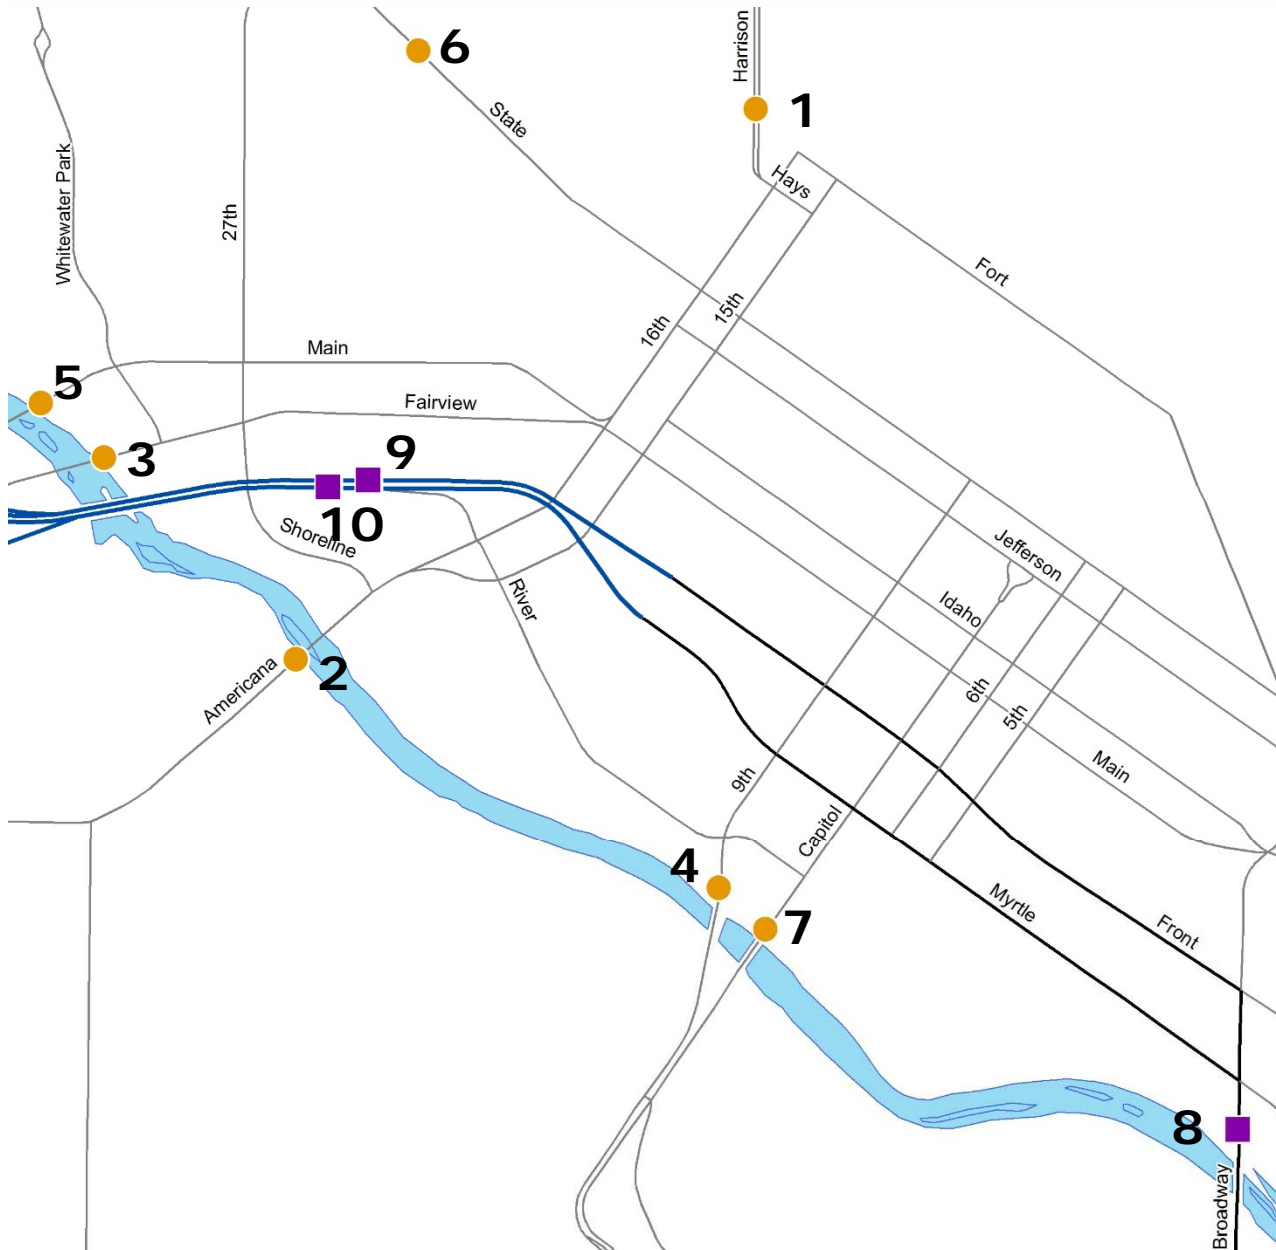 Harrison
6
1
State
Whitewater Park
Hays
27th
Fort
15th
16th
Main
5
Fairview
3
9
10
Shoreline
Jefferson
River
Idaho
2
Americana
6th
5th
Main
9th
Capitol
4
Myrtle
7
Front
8
Broadway